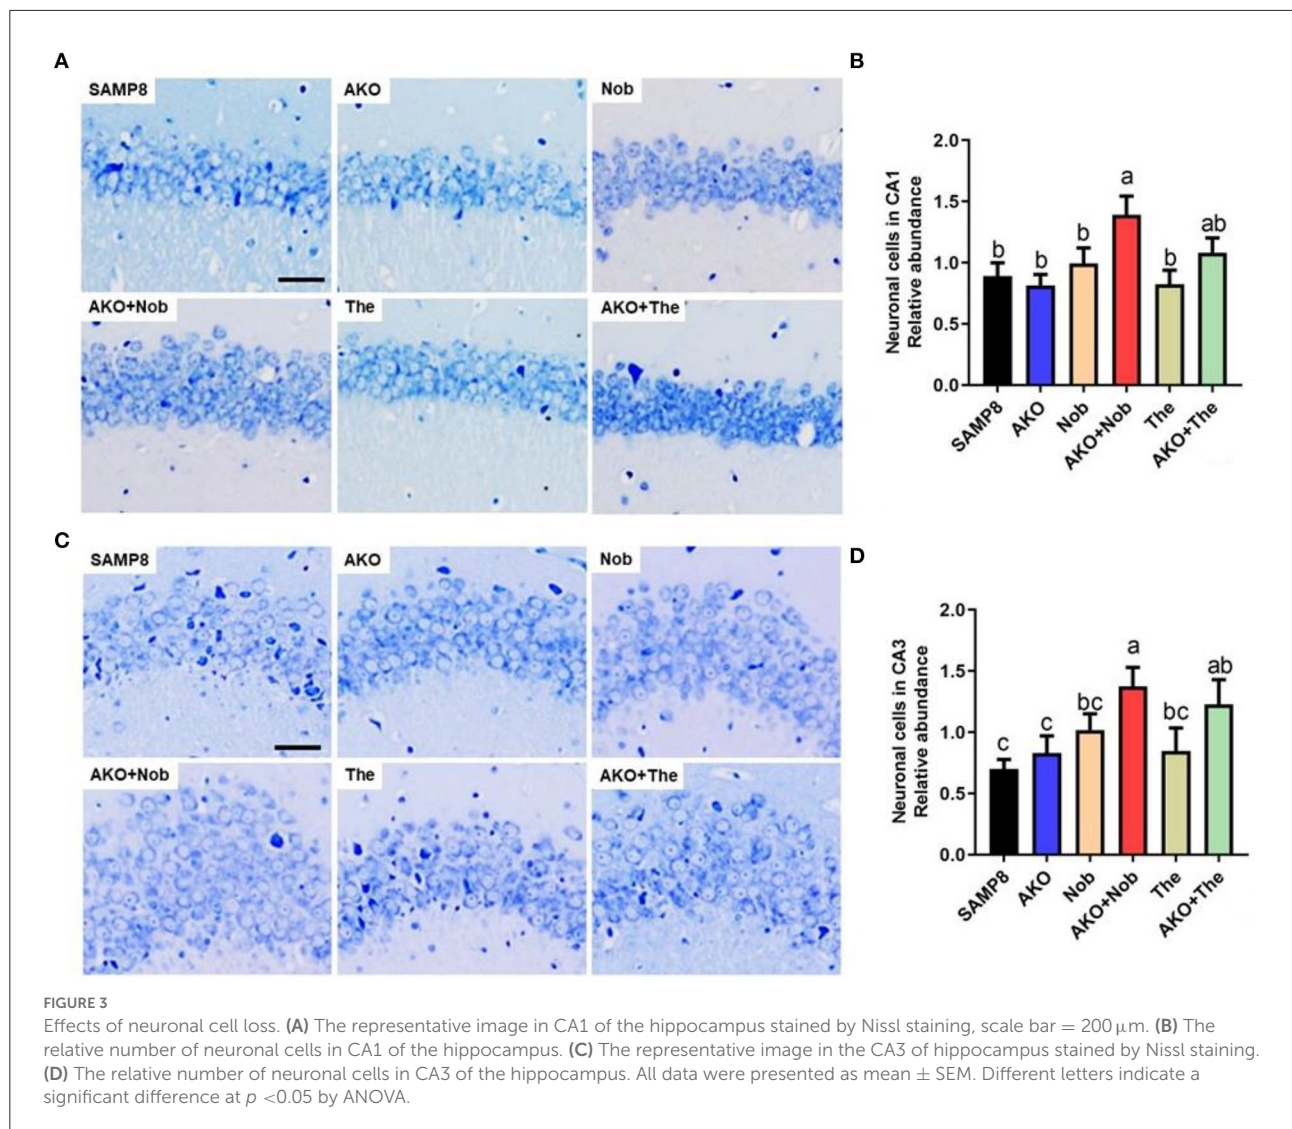 A
SAMP8
AKO
Nob
AKO+Nob
The
AKO+The
B
Neuronal cells in CA1
Relative abundance
2.0
1.5
1.0
0.5
0.0
b
b
b
a
b
ab
SAMP8
AKO
Nob
AKO+Nob
The
AKO+The
C
SAMP8
AKO
Nob
AKO+Nob
The
AKO+The
D
Neuronal cells in CA3
Relative abundance
2.0
1.5
1.0
0.5
0.0
c
c
bc
a
bc
ab
SAMP8
AKO
Nob
AKO+Nob
The
AKO+The
FIGURE 3
Effects of neuronal cell loss. (A) The representative image in CA1 of the hippocampus stained by Nissl staining, scale bar = 200 μm. (B) The
relative number of neuronal cells in CA1 of the hippocampus. (C) The representative image in the CA3 of hippocampus stained by Nissl staining.
(D) The relative number of neuronal cells in CA3 of the hippocampus. All data were presented as mean ± SEM. Different letters indicate a
significant difference at p <0.05 by ANOVA.